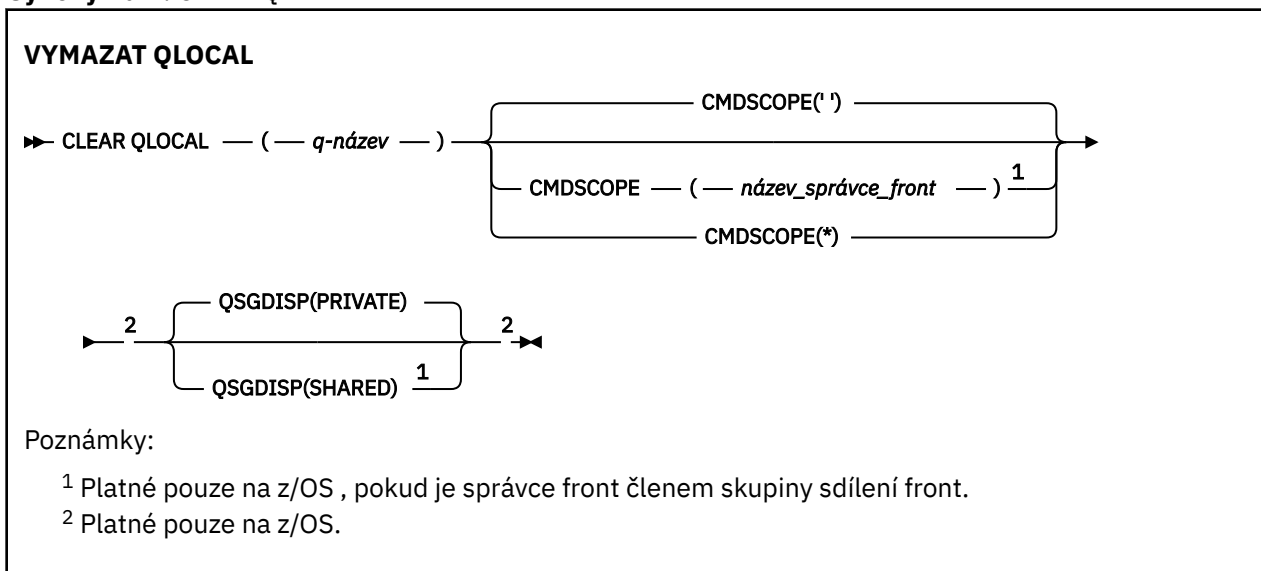 VYMAZAT QLOCAL
CMDSCOPE(' ')
CLEAR QLOCAL ( q-název )
CMDSCOPE ( název_správce_front ) 1
CMDSCOPE(*)
2 QSGDISP(PRIVATE) 2
QSGDISP(SHARED) 1
Poznámky:
1 Platné pouze na z/OS , pokud je správce front členem skupiny sdílení front.
2 Platné pouze na z/OS.